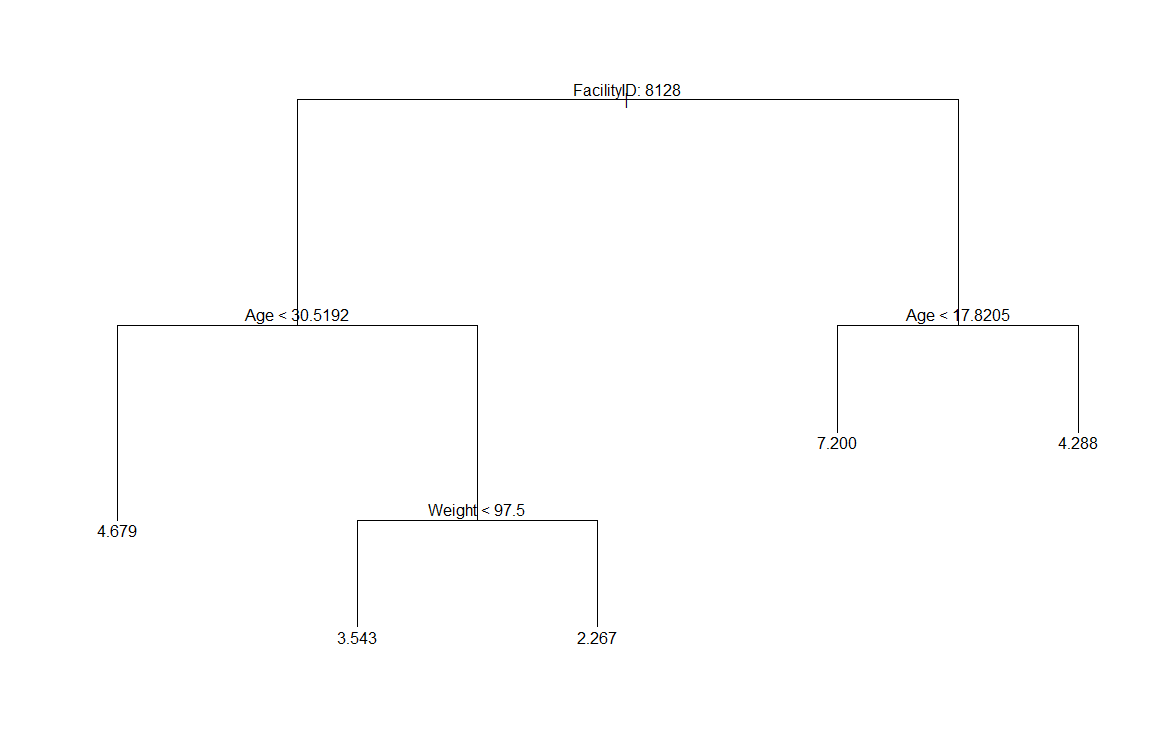 FacilityID: 8128
Age < 30.5192
Age < 17.8205
7.200
4.288
Weight < 97.5
4.679
3.543
2.267